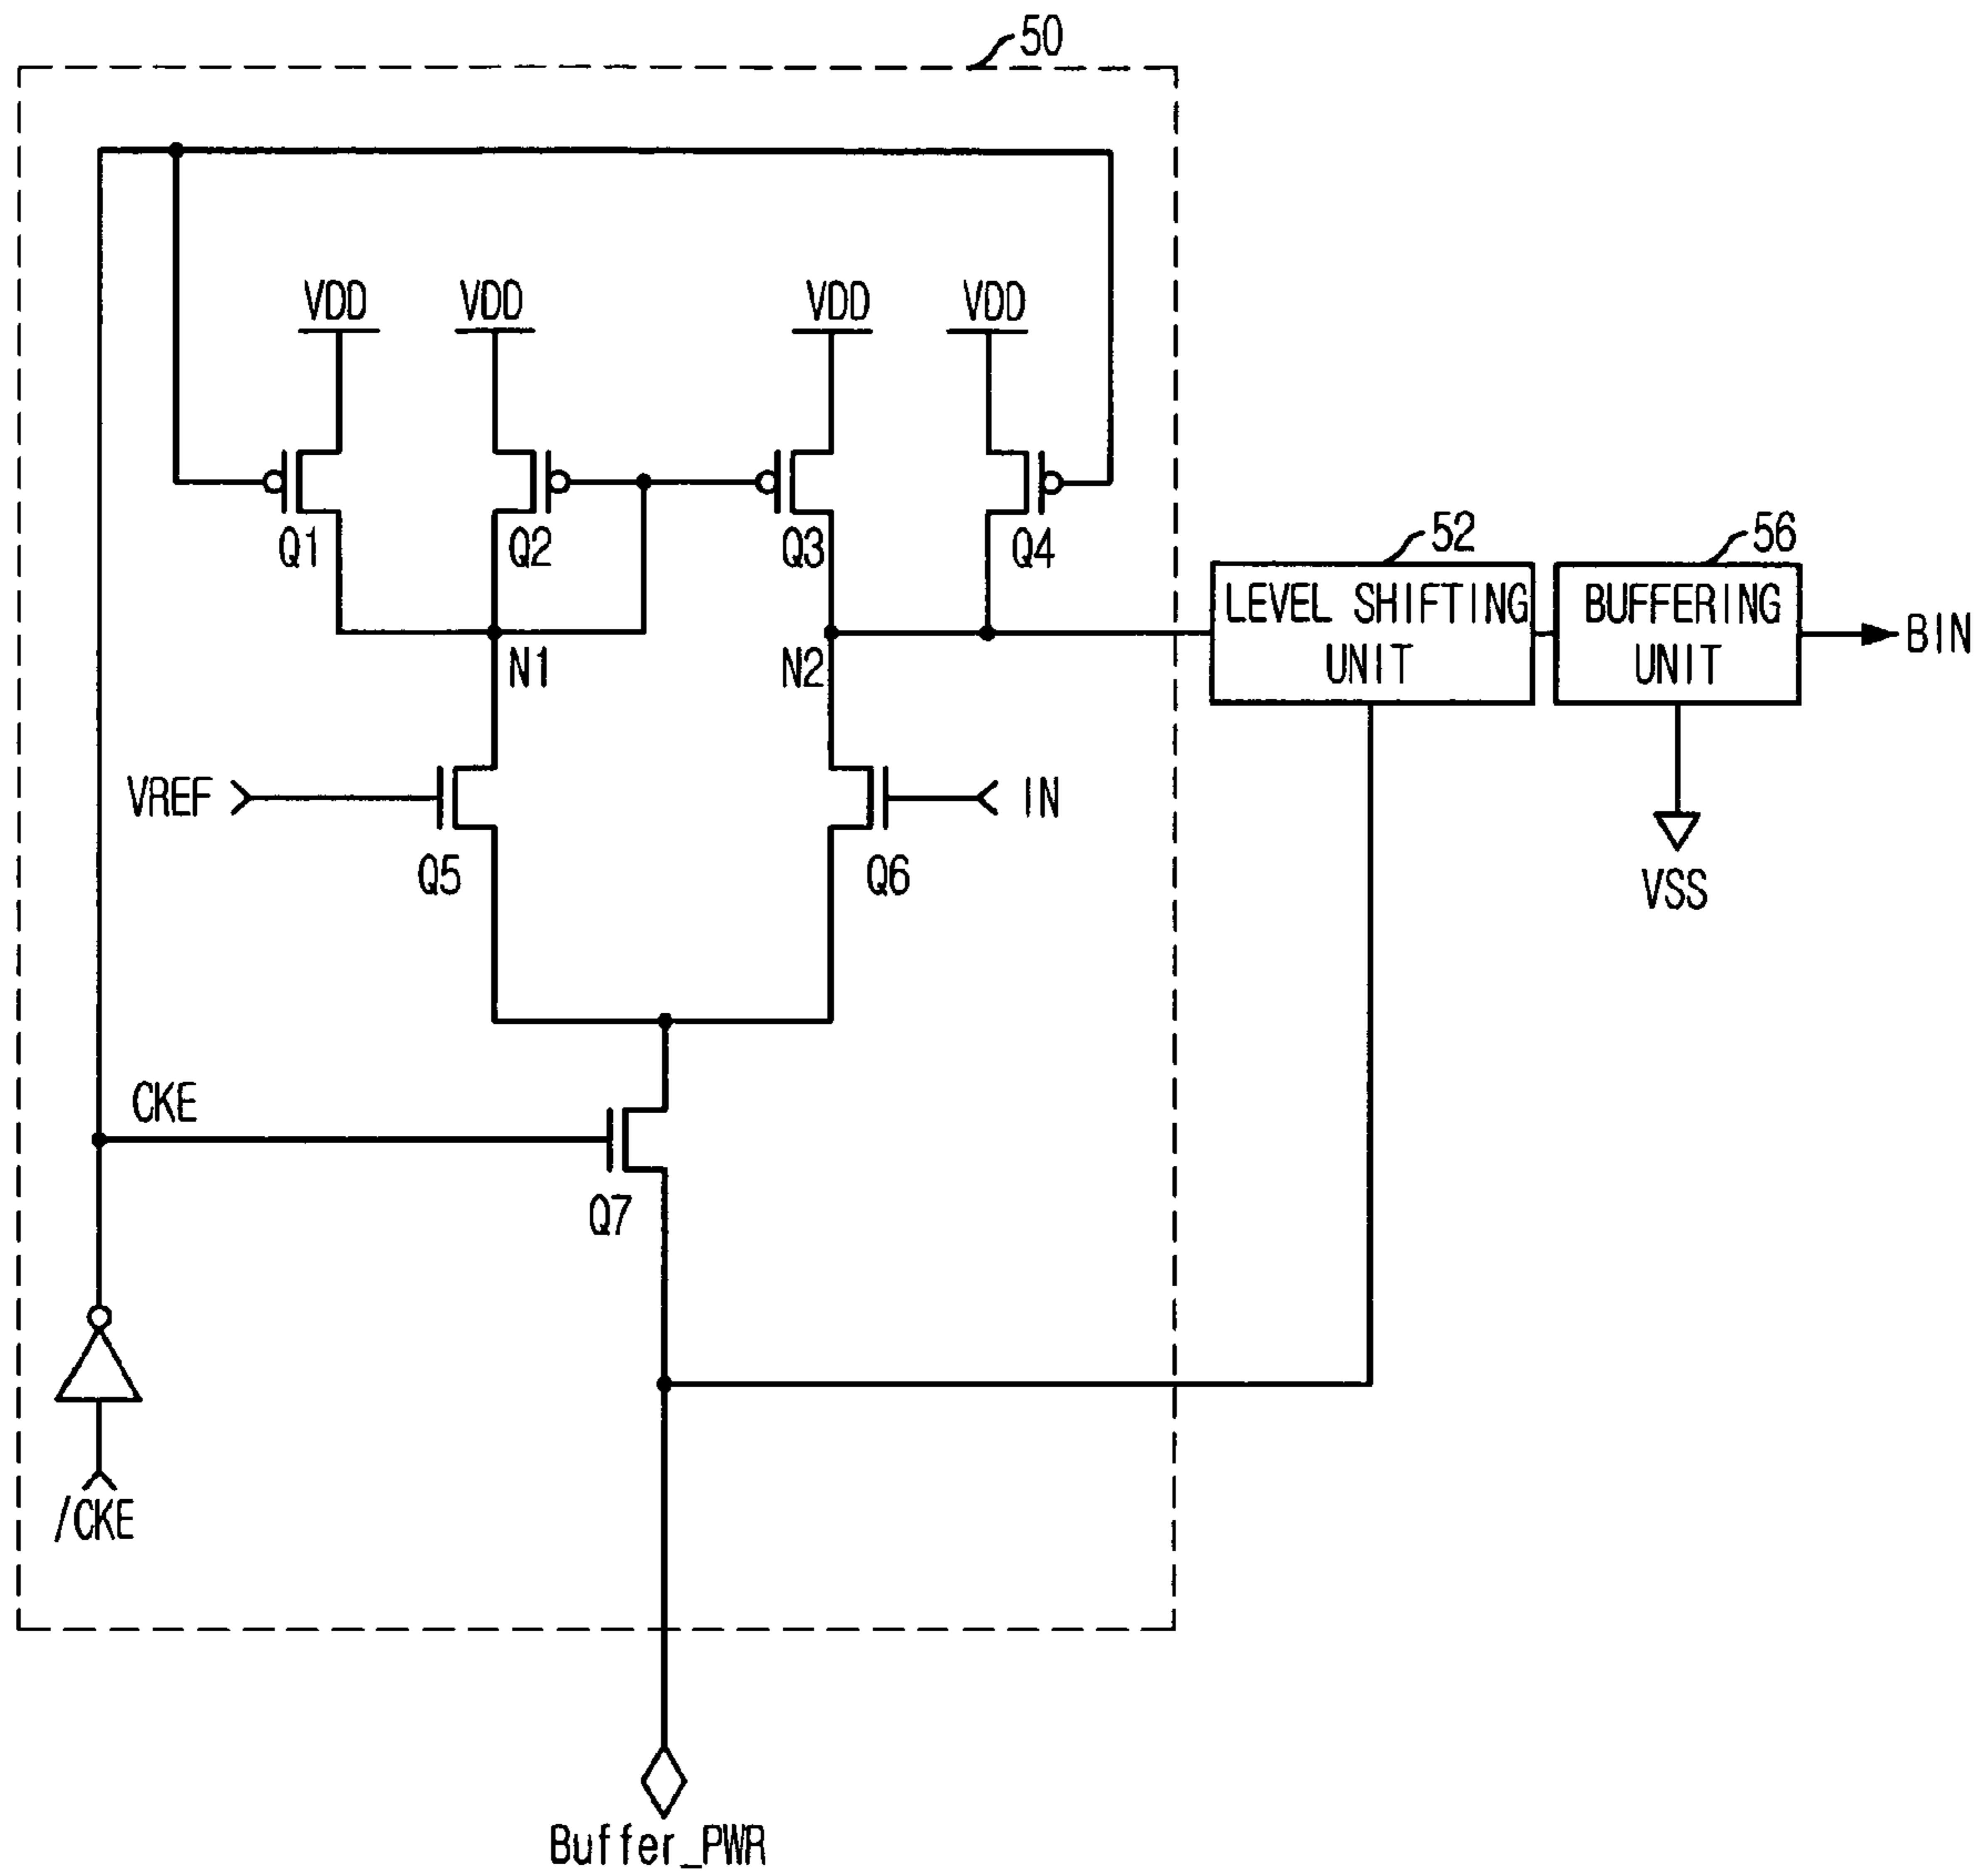 50
VDD VDD VDD VDD
Q1 Q2 Q3 Q4
52
56
LEVEL SHIFTING
UNIT
BUFFERING
UNIT
BIN
N1 N2
VREF IN
Q5 Q6
VSS
CKE
Q7
/CKE
Buffer_PWR